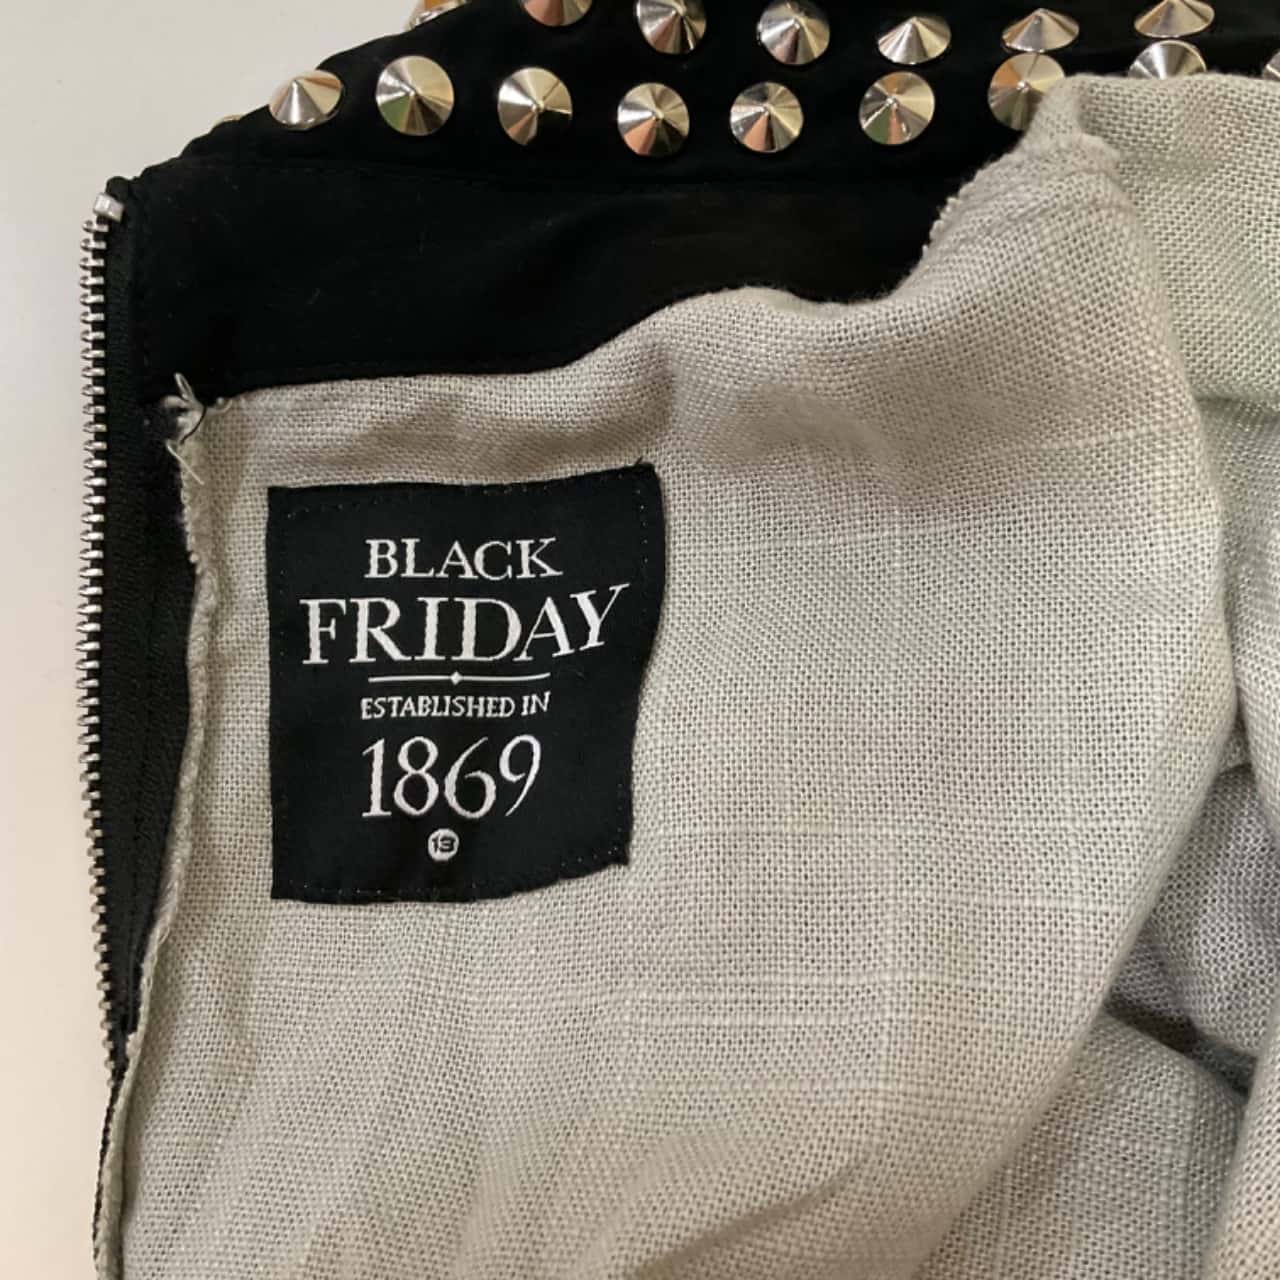 BLACK
FRIDAY
ESTABLISHED IN
1869
13